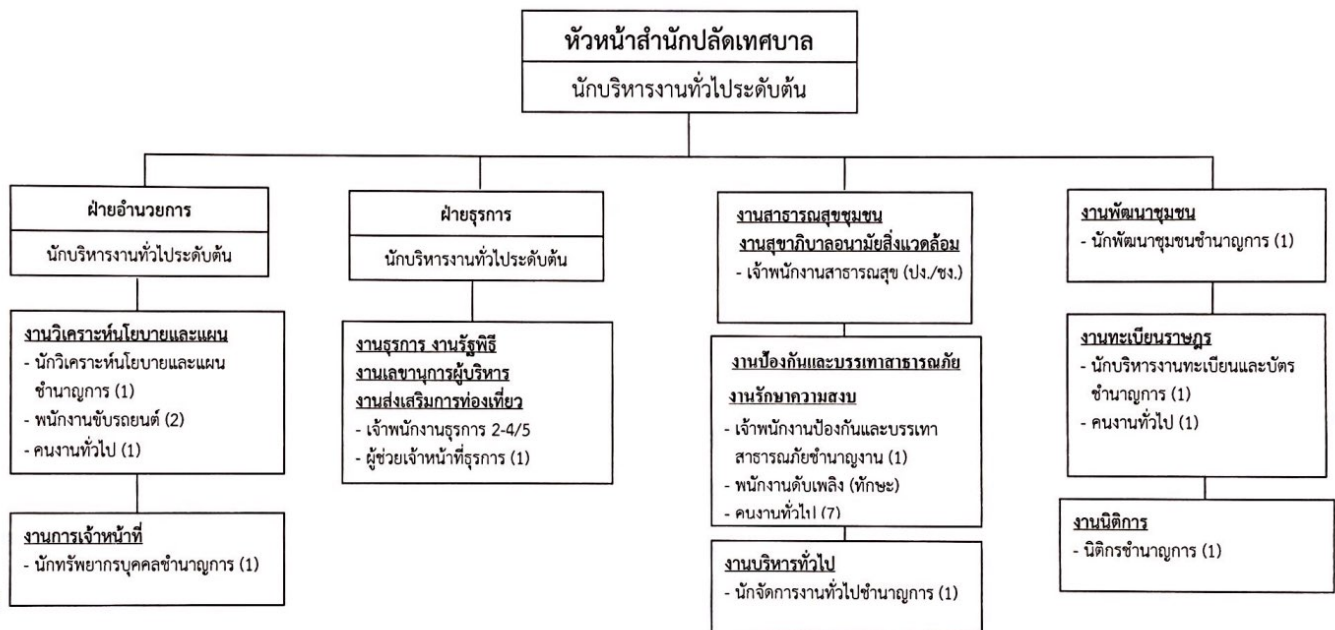 หัวหน้าสำนักปลัดเทศบาล
นักบริหารงานทั่วไประดับต้น
ฝ่ายอำนวยการ
นักบริหารงานทั่วไประดับต้น
งานวิเคราะห์นโยบายและแผน
- นักวิเคราะห์นโยบายและแผน
ชำนาญการ (1)
- พนักงานขับรถยนต์ (2)
- คนงานทั่วไป (1)
งานการเจ้าหน้าที่
- นักทรัพยากรบุคคลชำนาญการ (1)
ฝ่ายธุรการ
นักบริหารงานทั่วไประดับต้น
งานธุรการ งานรัฐพิธี
งานเลขานุการผู้บริหาร
งานส่งเสริมการท่องเที่ยว
- เจ้าพนักงานธุรการ 2-4/5
- ผู้ช่วยเจ้าหน้าที่ธุรการ (1)
งานสาธารณสุขชุมชน
งานสุขาภิบาลอนามัยสิ่งแวดล้อม
- เจ้าพนักงานสาธารณสุข (ปง./ชง.)
งานป้องกันและบรรเทาสาธารณภัย
งานรักษาความสงบ
- เจ้าพนักงานป้องกันและบรรเทา
สาธารณภัยชำนาญงาน (1)
- พนักงานดับเพลิง (ทักษะ)
- คนงานทั่วไป (7)
งานบริหารทั่วไป
- นักจัดการงานทั่วไปชำนาญการ (1)
งานพัฒนาชุมชน
- นักพัฒนาชุมชนชำนาญการ (1)
งานทะเบียนราษฎร
- นักบริหารงานทะเบียนและบัตร
ชำนาญการ (1)
- คนงานทั่วไป (1)
งานนิติการ
- นิติกรชำนาญการ (1)